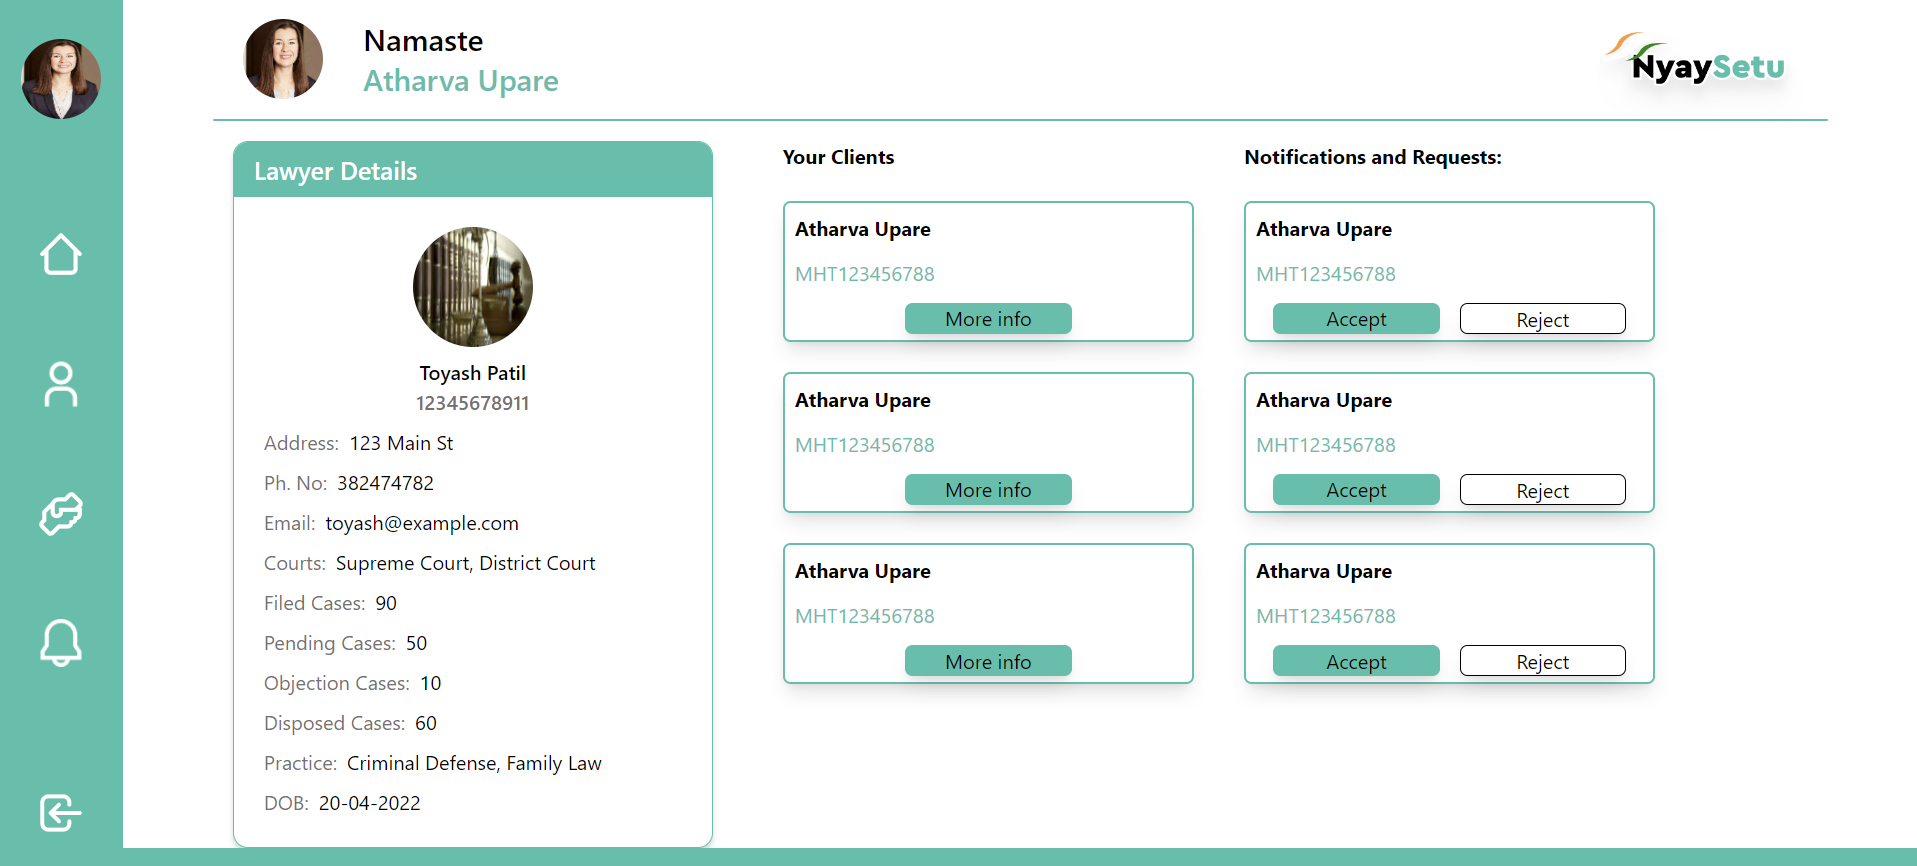 Namaste
Atharva Upare
NyaySetu
Lawyer Details
Toyash Patil
12345678911
Address: 123 Main St
Ph. No: 382474782
Email: toyash@example.com
Courts: Supreme Court, District Court
Filed Cases: 90
Pending Cases: 50
Objection Cases: 10
Disposed Cases: 60
Practice: Criminal Defense, Family Law
DOB: 20-04-2022
Your Clients
Atharva Upare
MHT123456788
More info
Atharva Upare
MHT123456788
More info
Atharva Upare
MHT123456788
More info
Notifications and Requests:
Atharva Upare
MHT123456788
Accept Reject
Atharva Upare
MHT123456788
Accept Reject
Atharva Upare
MHT123456788
Accept Reject